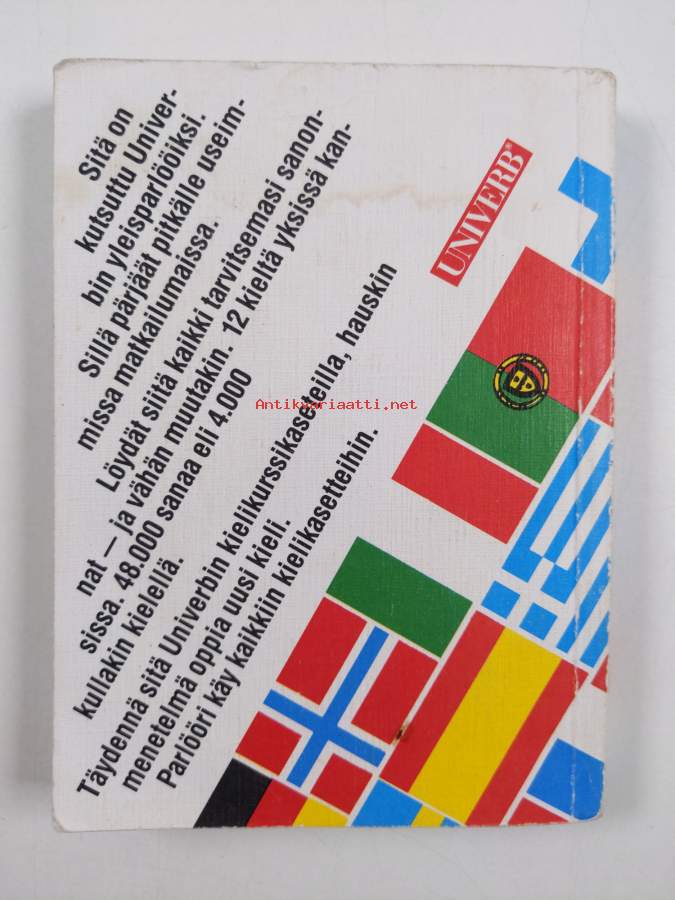 Sitä on
kutsuttu Univer-
bin yleisparlööiksi.
Sillä pärjäät pitkälle useim-
missa matkailumaissa.
Löydät siitä kaikki tarvitsemasi sanon-
nat — ja vähän muutakin. 12 kieltä yksissä kan-
sissa. 48.000 sanaa eli 4.000
kullakin kielellä.
Täydennä sitä Univerbin kielikurssikaseteilla, hauskin
menetelmä oppia uusi kieli.
Parlööri käy kaikkiin kielikasetteihin.
UNIVERB®
Antikvariaatti.net